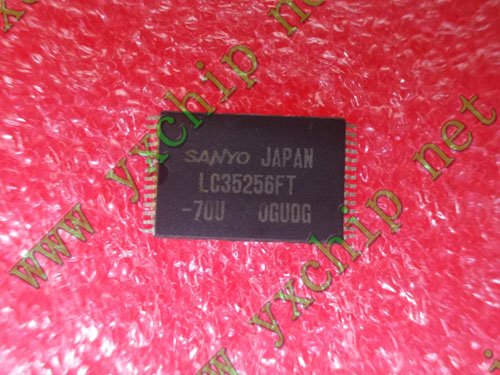 SANYO JAPAN
LC35256FT
-70U 0GU0G
www.yxchip.net
www.yxchip.net